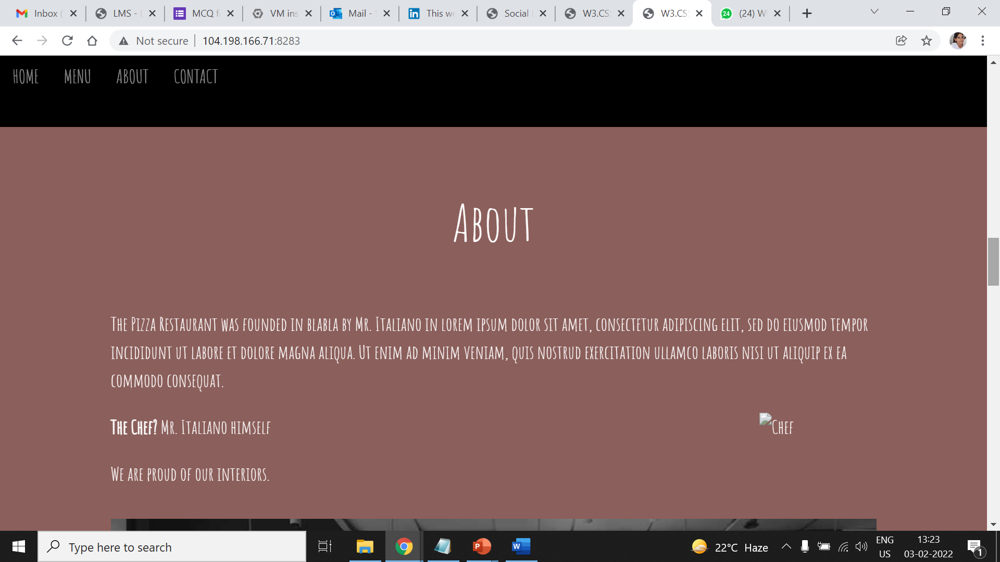 Inbox (
LMS - L
MCQ f
VM ins
Mail - S
This we
Social
W3.CS
W3.CS
(24) W
Not secure
104.198.166.71:8283
HOME MENU ABOUT CONTACT
About
The Pizza Restaurant was founded in blabla by Mr. Italiano in lorem ipsum dolor sit amet, consectetur adipiscing elit, sed do eiusmod tempor
incididunt ut labore et dolore magna aliqua. Ut enim ad minim veniam, quis nostrud exercitation ullamco laboris nisi ut aliquip ex ea
commodo consequat.
The Chef? Mr. Italiano himself
Chef
We are proud of our interiors.
Type here to search
22°C Haze
ENG
US
13:23
03-02-2022
1